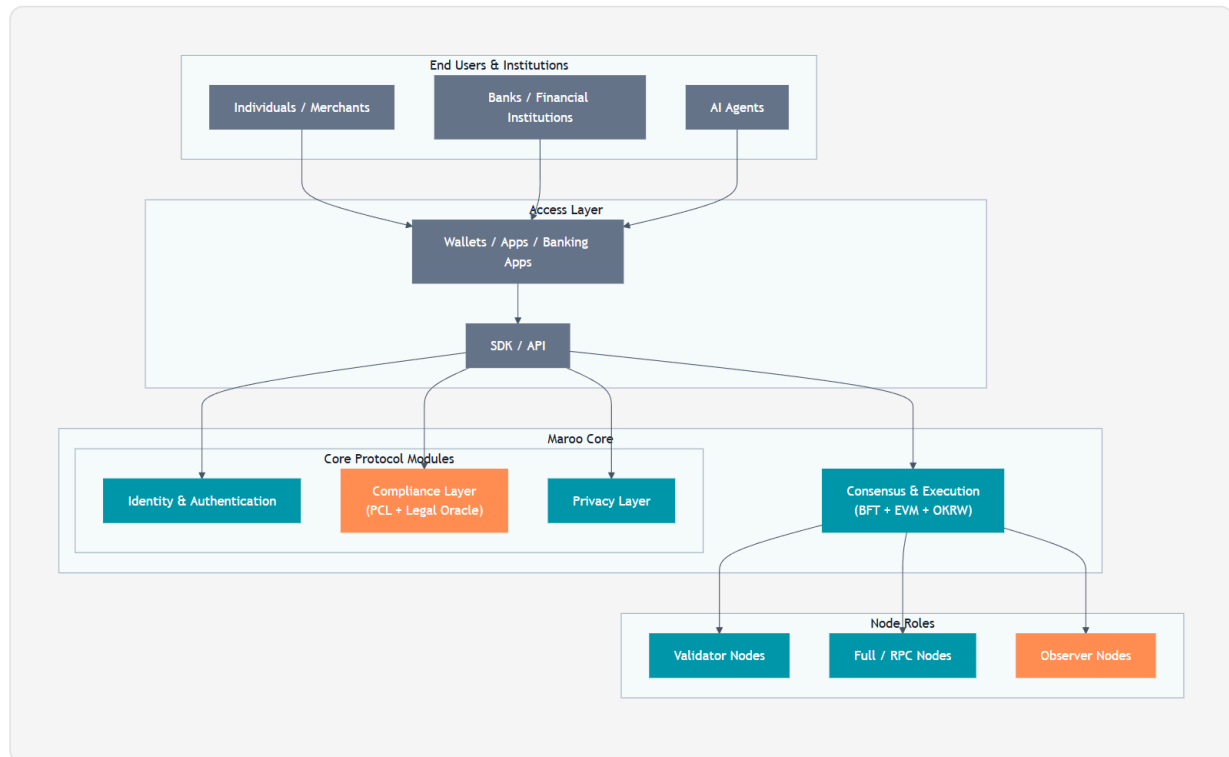 End Users & Institutions
Individuals / Merchants
Banks / Financial
Institutions
AI Agents
Access Layer
Wallets / Apps / Banking
Apps
SDK / API
Maroo Core
Core Protocol Modules
Identity & Authentication
Compliance Layer
(PCL + Legal Oracle)
Privacy Layer
Consensus & Execution
(BFT + EVM + OKRW)
Node Roles
Validator Nodes
Full / RPC Nodes
Observer Nodes